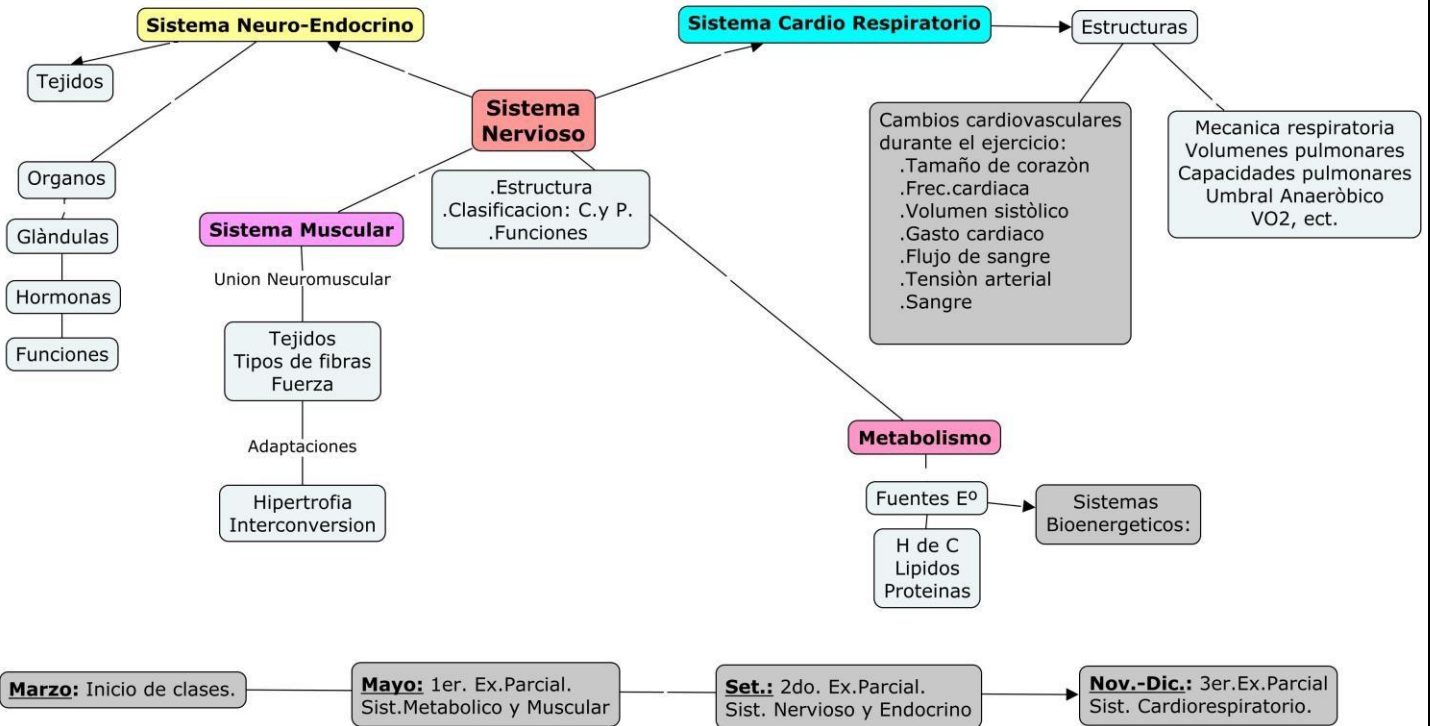 Sistema Neuro-Endocrino
Sistema Cardio Respiratorio
Estructuras
Tejidos
Sistema
Nervioso
Cambios cardiovasculares
durante el ejercicio:
.Tamaño de corazòn
.Frec.cardiaca
.Volumen sistòlico
.Gasto cardiaco
.Flujo de sangre
.Tensiòn arterial
.Sangre
Mecanica respiratoria
Volumenes pulmonares
Capacidades pulmonares
Umbral Anaeròbico
VO2, ect.
Organos
Glàndulas
Hormonas
Funciones
.Estructura
.Clasificacion: C.y P.
.Funciones
Sistema Muscular
Union Neuromuscular
Tejidos
Tipos de fibras
Fuerza
Adaptaciones
Hipertrofia
Interconversion
Metabolismo
Fuentes Eº
Sistemas
Bioenergeticos:
H de C
Lipidos
Proteinas
Marzo: Inicio de clases.
Mayo: 1er. Ex.Parcial.
Sist.Metabolico y Muscular
Set.: 2do. Ex.Parcial.
Sist. Nervioso y Endocrino
Nov.-Dic.: 3er.Ex.Parcial
Sist. Cardiorespiratorio.